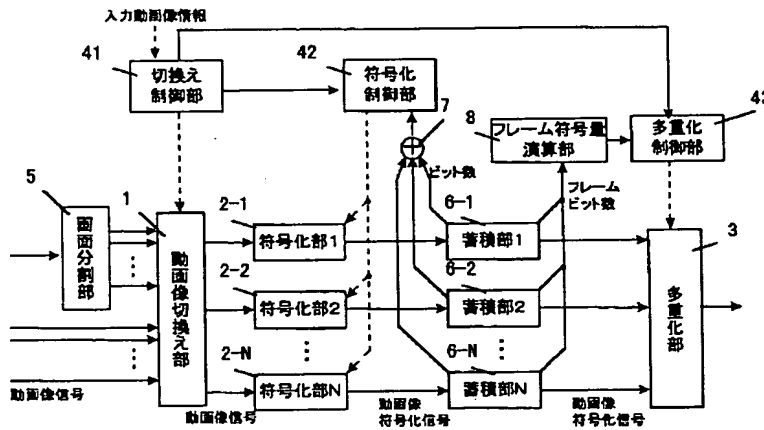 入力動画像情報
41
切換え
制御部
42
符号化
制御部
7
8
フレーム符号量
演算部
43
多重化
制御部
ビット数
フレーム
ビット数
5
画面分割部
1
動画像切換え部
2-1
符号化部1
6-1
蓄積部1
3
多重化部
2-2
符号化部2
6-2
蓄積部2
2-N
符号化部N
6-N
蓄積部N
動画像信号
動画像信号
動画像
符号化信号
動画像
符号化信号